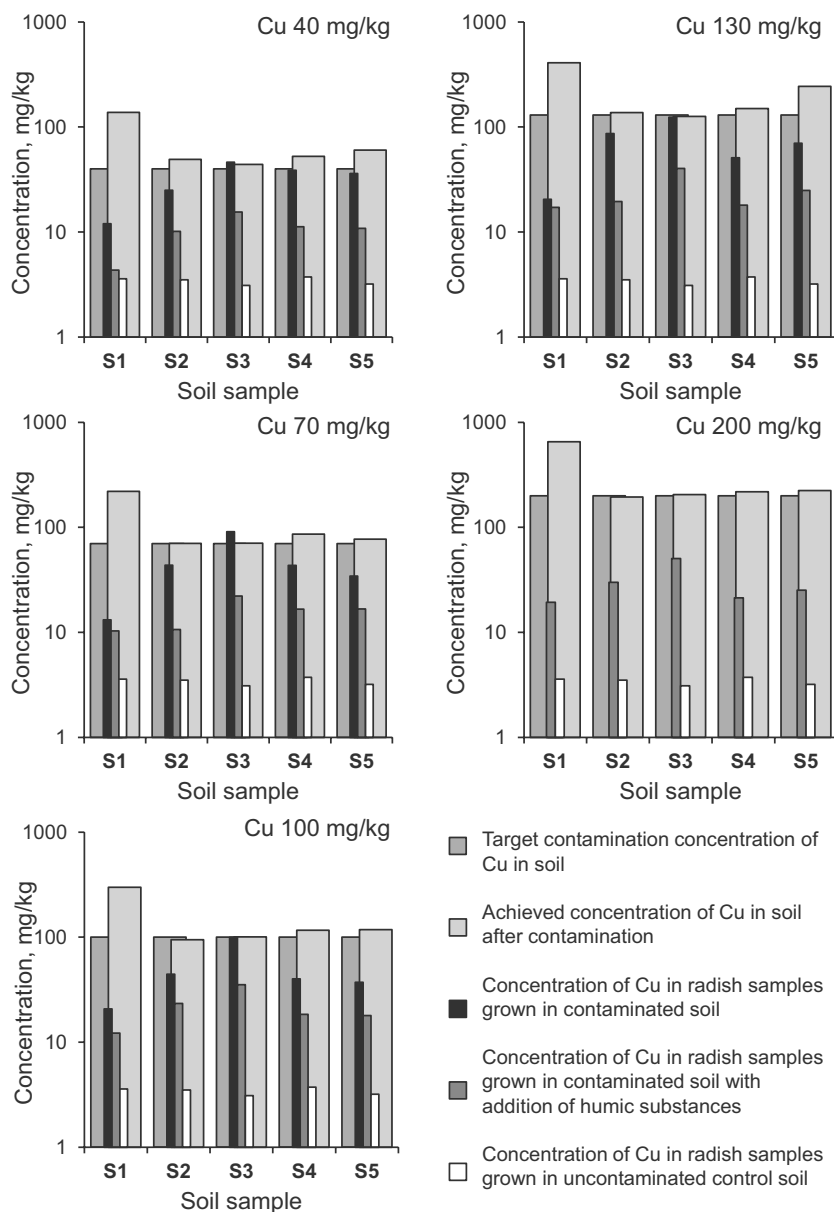 Cu 40 mg/kg
1000
100
10
1
Concentration, mg/kg
S1 S2 S3 S4 S5
Soil sample
Cu 130 mg/kg
1000
100
10
1
Concentration, mg/kg
S1 S2 S3 S4 S5
Soil sample
Cu 70 mg/kg
1000
100
10
1
Concentration, mg/kg
S1 S2 S3 S4 S5
Soil sample
Cu 200 mg/kg
1000
100
10
1
Concentration, mg/kg
S1 S2 S3 S4 S5
Soil sample
Cu 100 mg/kg
1000
100
10
1
Concentration, mg/kg
S1 S2 S3 S4 S5
Soil sample
Target contamination concentration of
Cu in soil
Achieved concentration of Cu in soil
after contamination
Concentration of Cu in radish samples
grown in contaminated soil
Concentration of Cu in radish samples
grown in contaminated soil with
addition of humic substances
Concentration of Cu in radish samples
grown in uncontaminated control soil